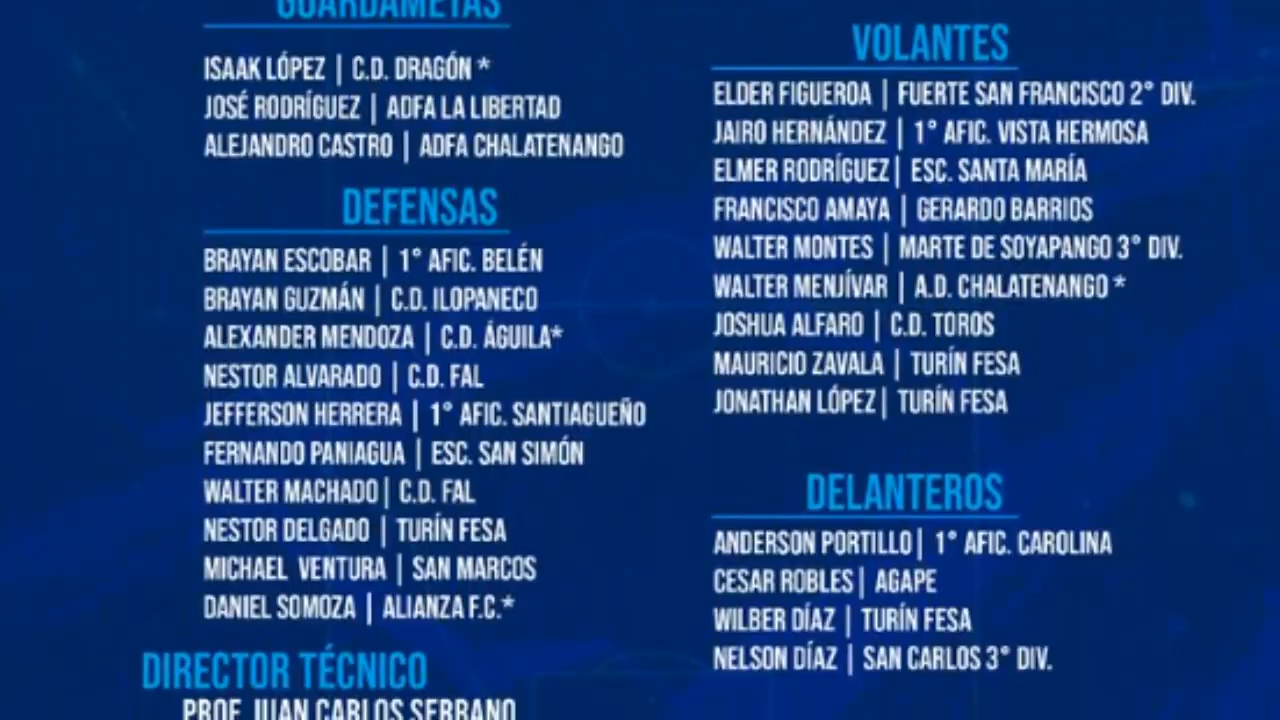 GUARDAMETAS
ISAAK LÓPEZ | C.D. DRAGÓN *
JOSÉ RODRÍGUEZ | ADFA LA LIBERTAD
ALEJANDRO CASTRO | ADFA CHALATENANGO
DEFENSAS
BRAYAN ESCOBAR | 1° AFIC. BELÉN
BRAYAN GUZMÁN | C.D. ILOPANECO
ALEXANDER MENDOZA | C.D. ÁGUILA*
NESTOR ALVARADO | C.D. FAL
JEFFERSON HERRERA | 1° AFIC. SANTIAGUEÑO
FERNANDO PANIAGUA | ESC. SAN SIMÓN
WALTER MACHADO| C.D. FAL
NESTOR DELGADO | TURÍN FESA
MICHAEL VENTURA | SAN MARCOS
DANIEL SOMOZA | ALIANZA F.C.*
DIRECTOR TÉCNICO
PROF. JUAN CARLOS SERRANO
VOLANTES
ELDER FIGUEROA | FUERTE SAN FRANCISCO 2° DIV.
JAIRO HERNÁNDEZ | 1° AFIC. VISTA HERMOSA
ELMER RODRÍGUEZ| ESC. SANTA MARÍA
FRANCISCO AMAYA | GERARDO BARRIOS
WALTER MONTES | MARTE DE SOYAPANGO 3° DIV.
WALTER MENJÍVAR | A.D. CHALATENANGO *
JOSHUA ALFARO | C.D. TOROS
MAURICIO ZAVALA | TURÍN FESA
JONATHAN LÓPEZ| TURÍN FESA
DELANTEROS
ANDERSON PORTILLO| 1° AFIC. CAROLINA
CESAR ROBLES| AGAPE
WILBER DÍAZ | TURÍN FESA
NELSON DÍAZ | SAN CARLOS 3° DIV.